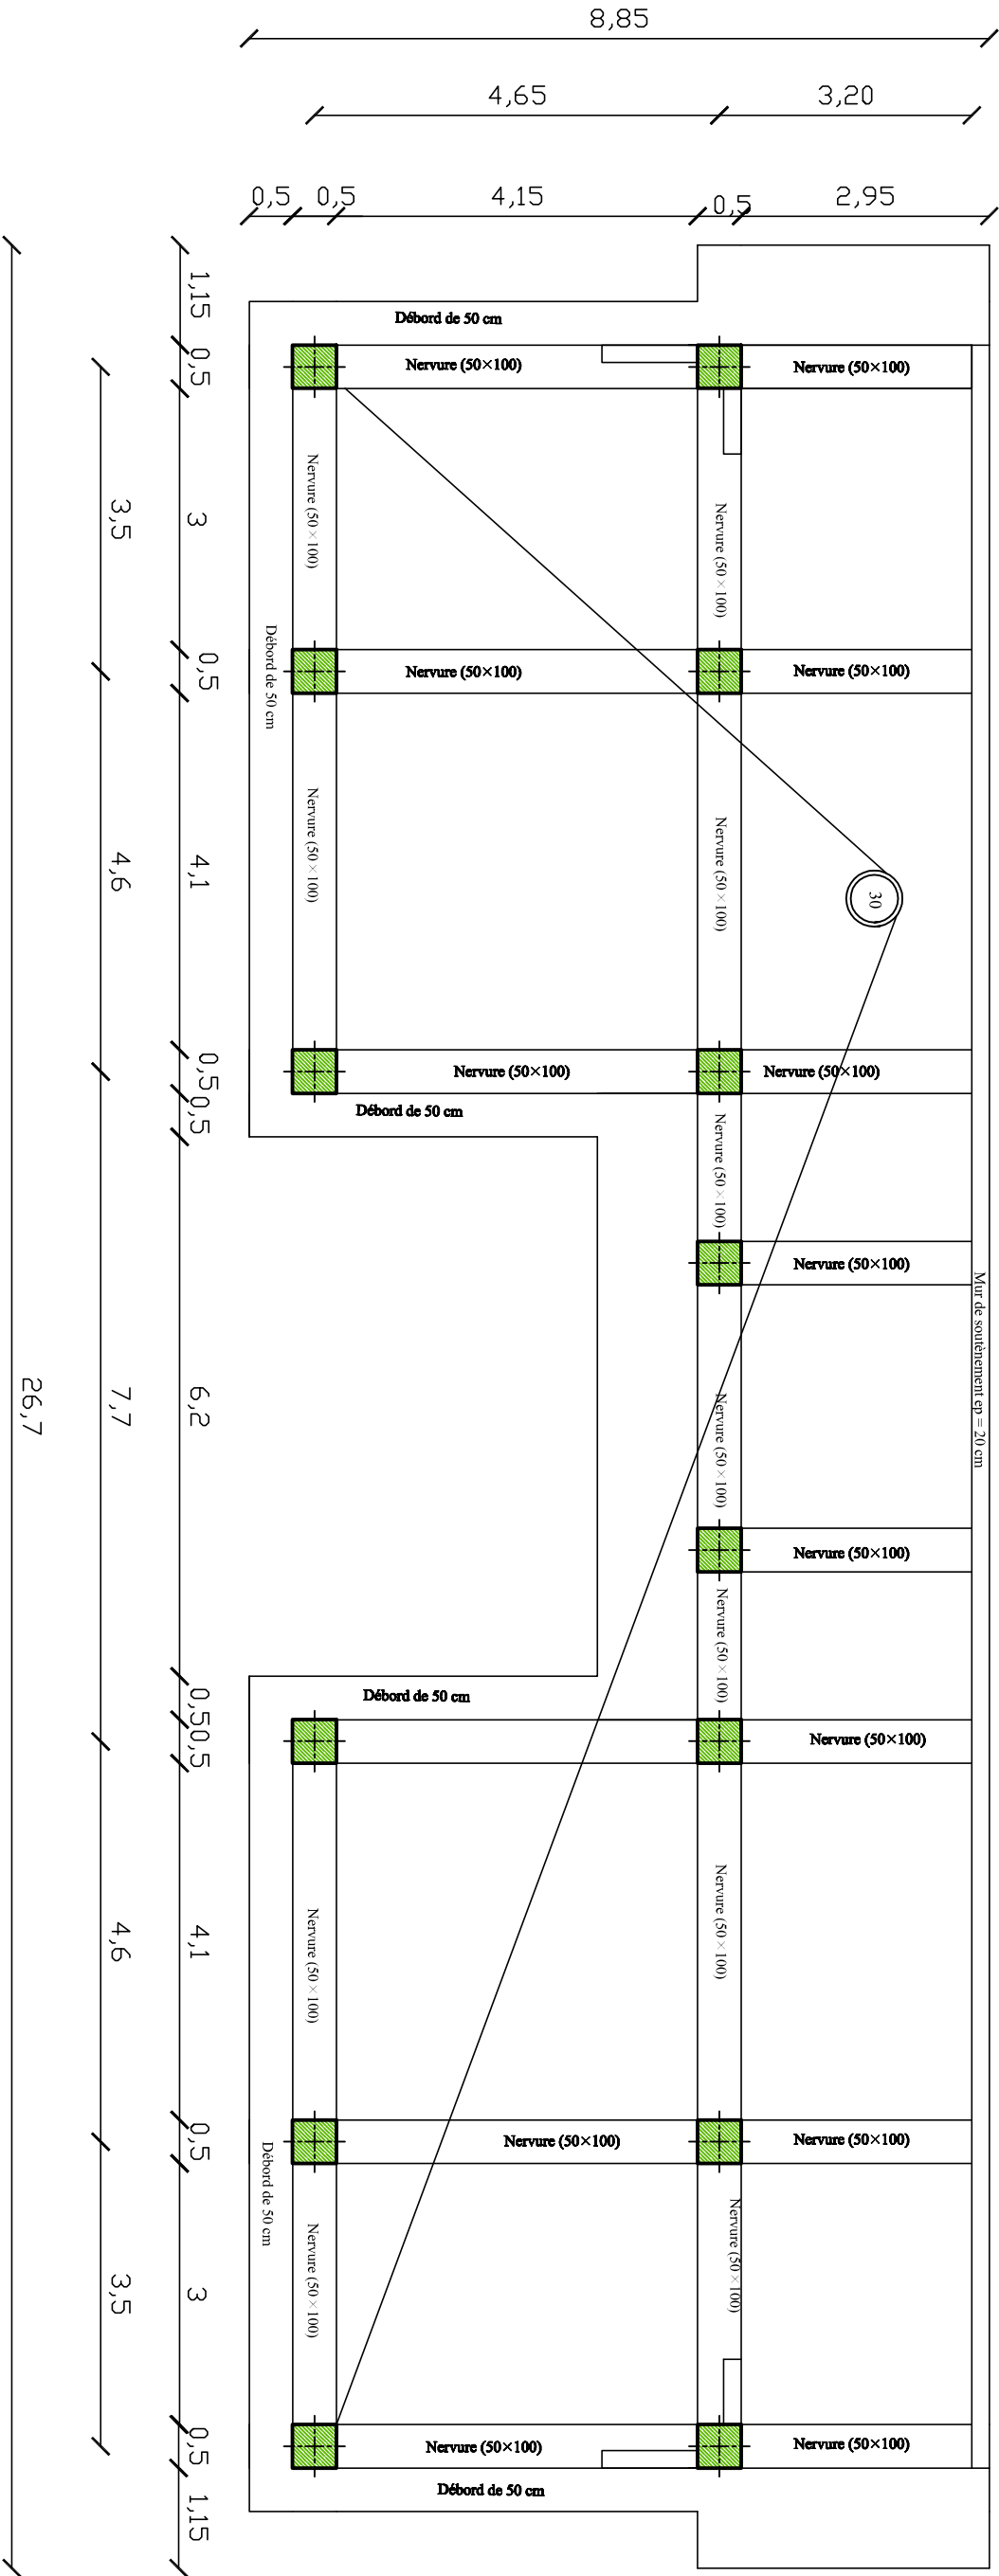 8,85
4,65
3,20
0,5
0,5
4,15
0,5
2,95
1,15
Débord de 50 cm
0,5
Nervure (50×100)
Nervure (50×100)
3,5
3
Nervure (50×100)
Nervure (50×100)
Débord de 50 cm
0,5
Nervure (50×100)
Nervure (50×100)
4,6
4,1
Nervure (50×100)
Nervure (50×100)
30
0,5
Nervure (50×100)
Nervure (50×100)
0,5
Débord de 50 cm
Nervure (50×100)
Nervure (50×100)
Mur de soutènement ep = 20 cm
26,7
7,7
6,2
Nervure (50×100)
Nervure (50×100)
Nervure (50×100)
0,5
Débord de 50 cm
0,5
Nervure (50×100)
4,6
4,1
Nervure (50×100)
Nervure (50×100)
0,5
Nervure (50×100)
Nervure (50×100)
Débord de 50 cm
3,5
3
Nervure (50×100)
Nervure (50×100)
0,5
Nervure (50×100)
Nervure (50×100)
Débord de 50 cm
1,15